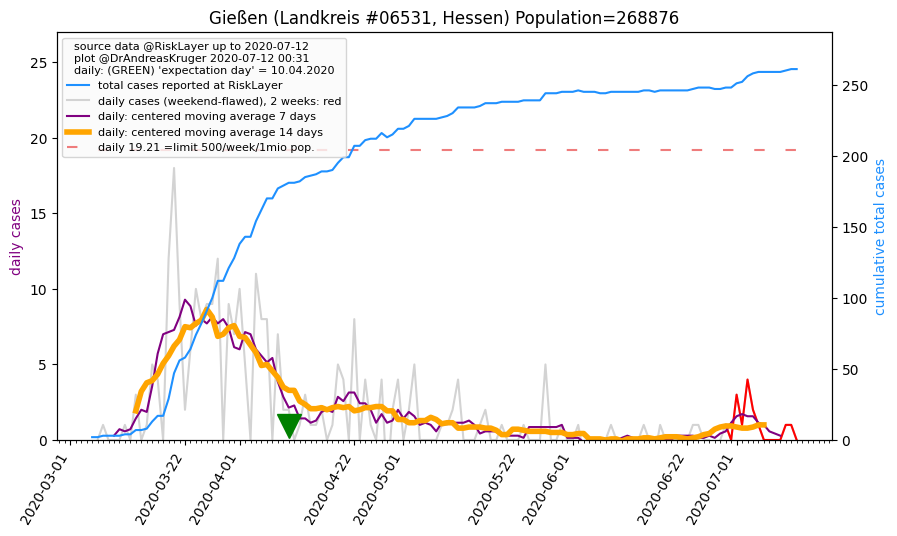 Gießen (Landkreis #06531, Hessen) Population=268876
source data @RiskLayer up to 2020-07-12
plot @DrAndreasKruger 2020-07-12 00:31
daily: (GREEN) 'expectation day' = 10.04.2020
total cases reported at RiskLayer
daily cases (weekend-flawed), 2 weeks: red
daily: centered moving average 7 days
daily: centered moving average 14 days
daily 19.21 =limit 500/week/1mio pop.
daily cases
25
20
15
10
5
0
cumulative total cases
250
200
150
100
50
0
2020-03-01
2020-03-22
2020-04-01
2020-04-22
2020-05-01
2020-05-22
2020-06-01
2020-06-22
2020-07-01